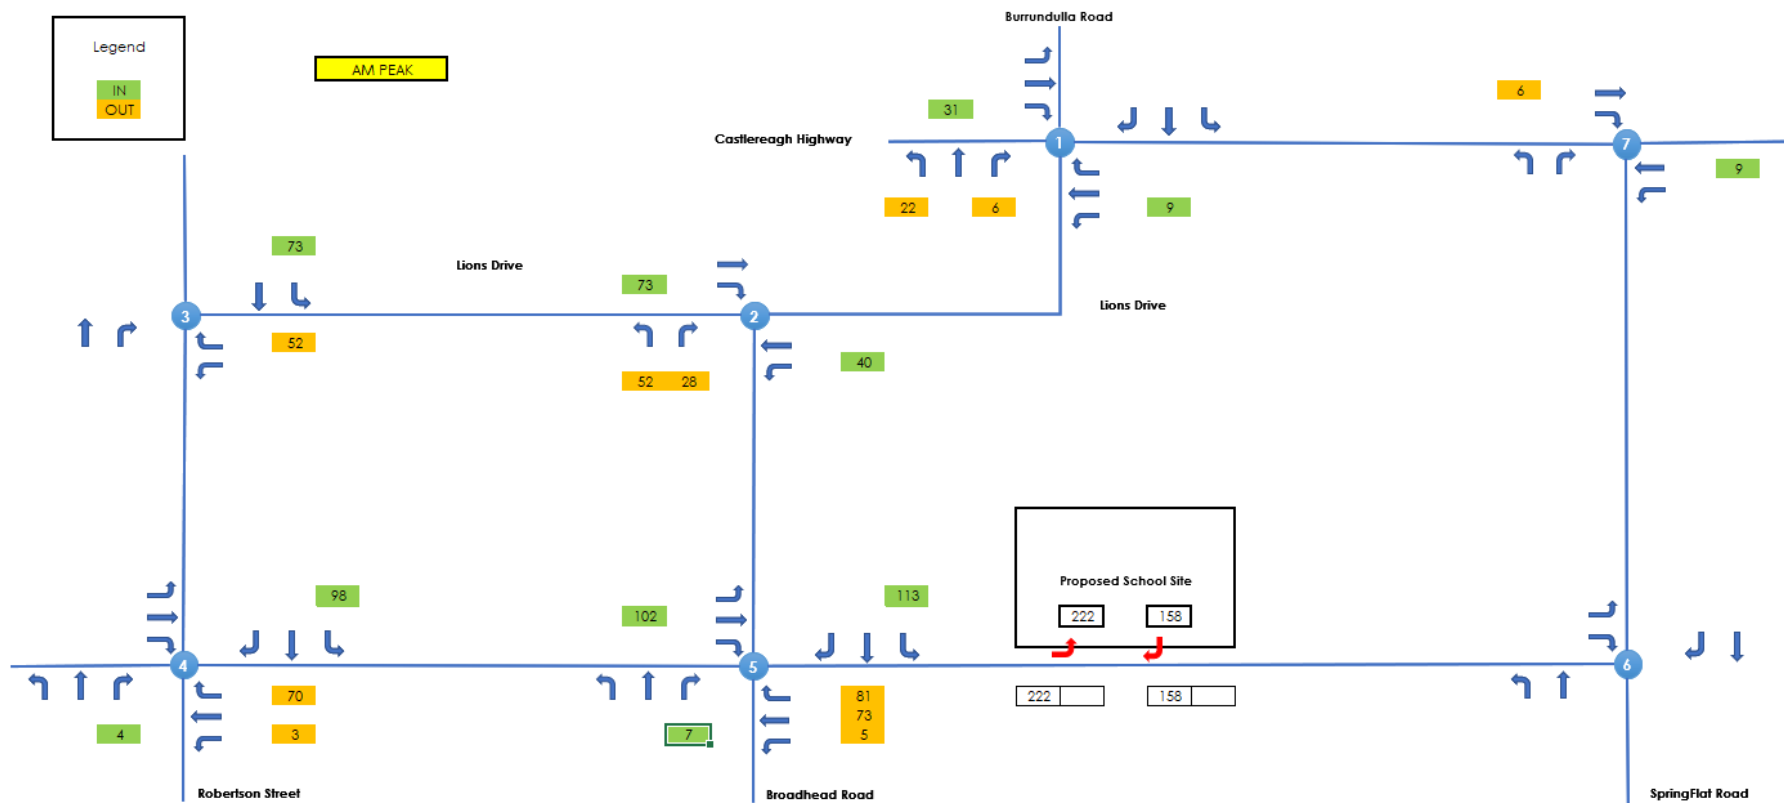 Burrundulla Road
Legend
AM PEAK
IN
OUT
6
31
Castlereagh Highway
1
7
9
22
6
9
73
Lions Drive
73
Lions Drive
3
2
52
40
52 28
Proposed School Site
98
102
113
222
158
4
5
6
70
81
222
158
73
4
3
7
5
Robertson Street
Broadhead Road
SpringFlat Road